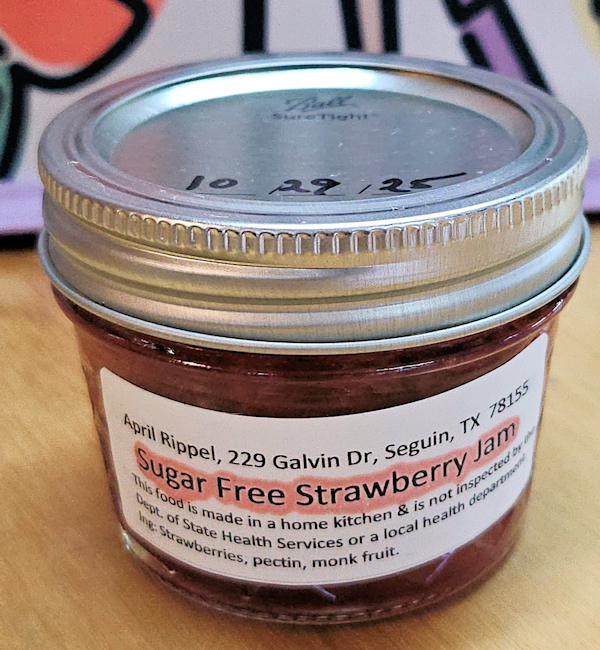 Ball
SureTight
10 29 25
April Rippel, 229 Galvin Dr, Seguin, TX 78155
Sugar Free Strawberry Jam
This food is made in a home kitchen & is not inspected by the
Dept. of State Health Services or a local health department.
Ing: Strawberries, pectin, monk fruit.